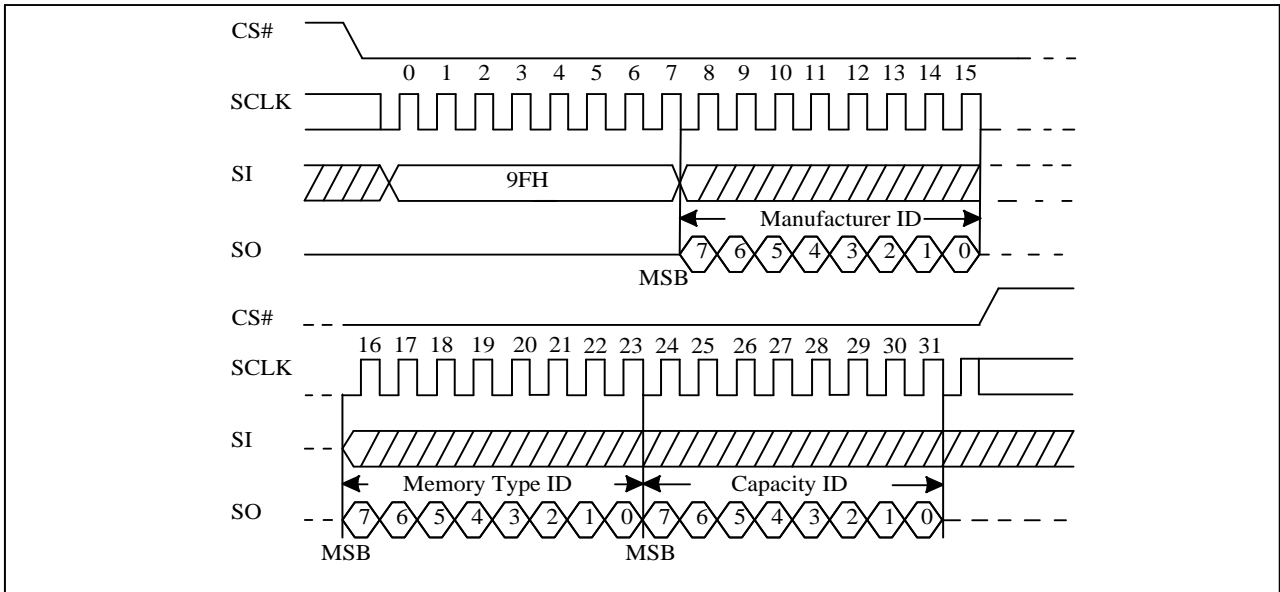 CS#
0 1 2 3 4 5 6 7 8 9 10 11 12 13 14 15
SCLK
SI
9FH
Manufacturer ID
SO
7 6 5 4 3 2 1 0
MSB
CS#
16 17 18 19 20 21 22 23 24 25 26 27 28 29 30 31
SCLK
SI
Memory Type ID Capacity ID
SO
7 6 5 4 3 2 1 0 7 6 5 4 3 2 1 0
MSB MSB